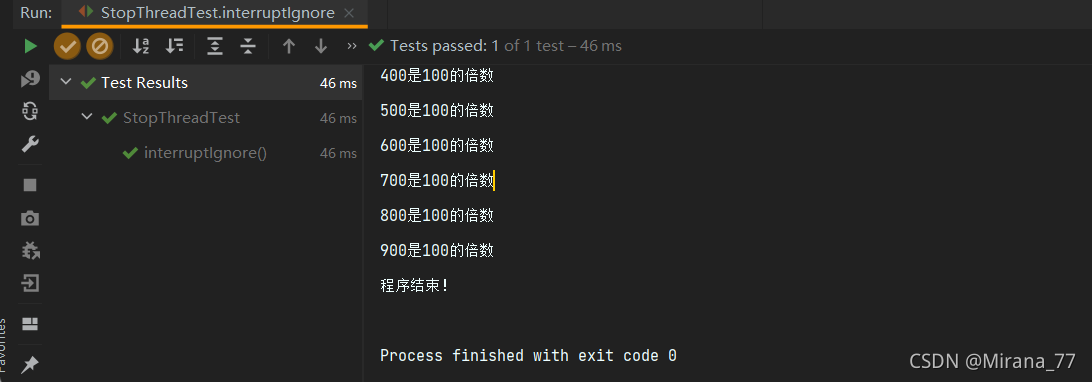 Run: StopThreadTest.interruptIgnore
Tests passed: 1 of 1 test – 46 ms
Test Results 46 ms
StopThreadTest 46 ms
interruptIgnore() 46 ms
400是100的倍数
500是100的倍数
600是100的倍数
700是100的倍数
800是100的倍数
900是100的倍数
程序结束!
Process finished with exit code 0
Favorites
CSDN @Mirana_77